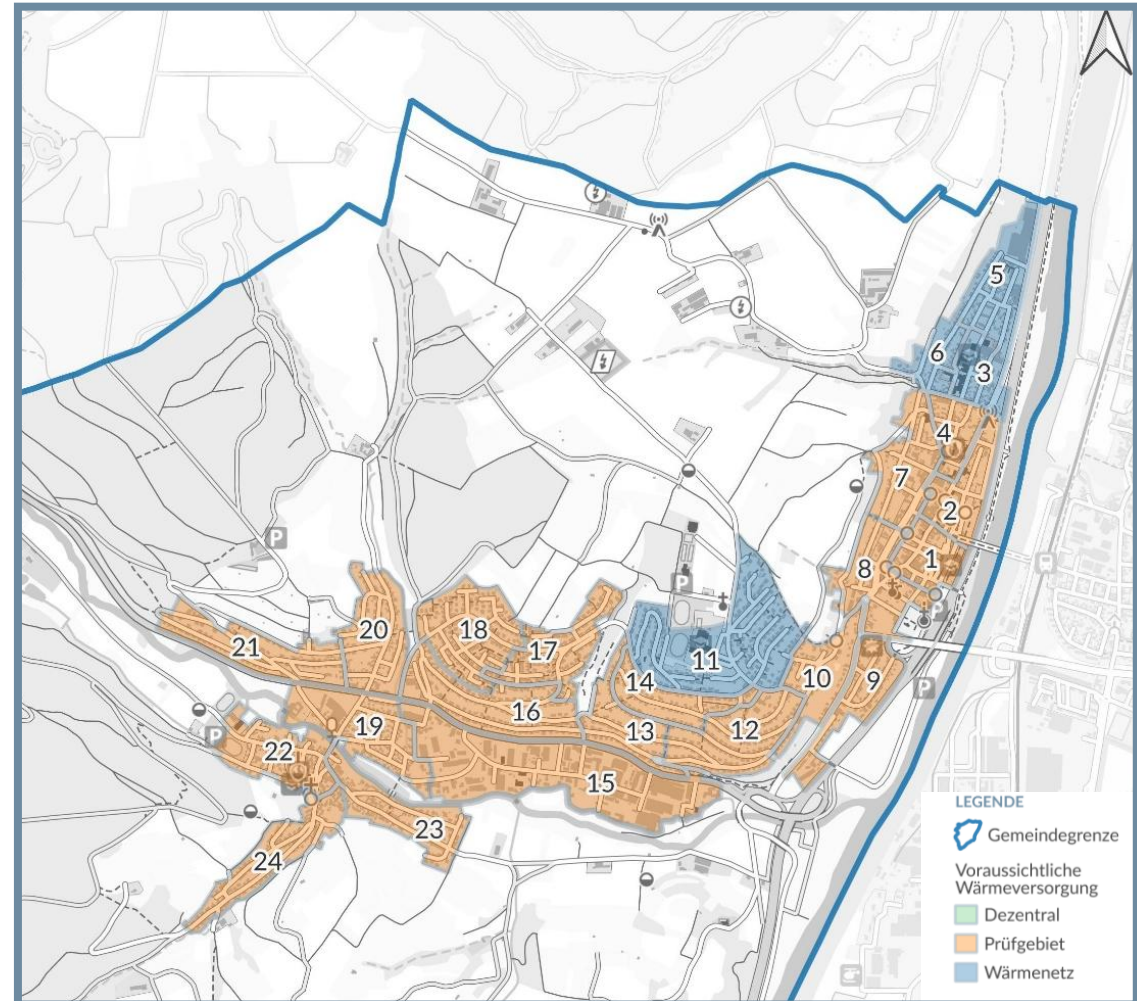 5
6
3
4
7
2
1
8
P
P
20
18
17
11
10
9
P
21
14
16
13
12
P
19
22
15
23
24
LEGENDE
Gemeindegrenze
Voraussichtliche
Wärmeversorgung
Dezentral
Prüfgebiet
Wärmenetz
P